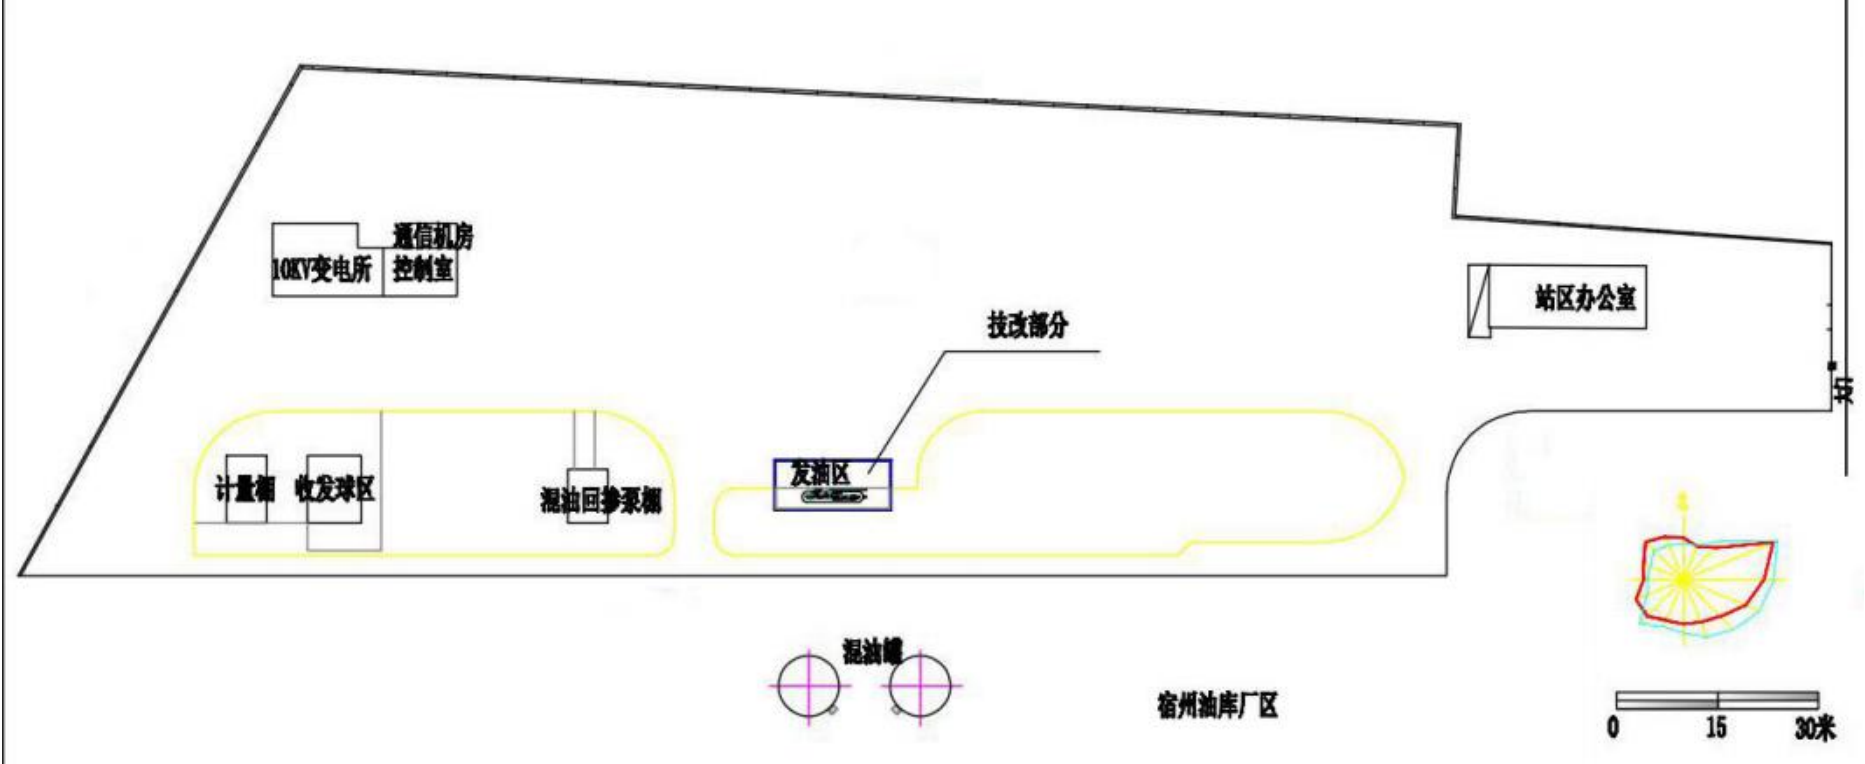 通信机房
10KV变电所
控制室
站区办公室
技改部分
大门
发油区
计量棚
收发球区
混油回掺泵棚
混油罐
宿州油库厂区
0 15 30米